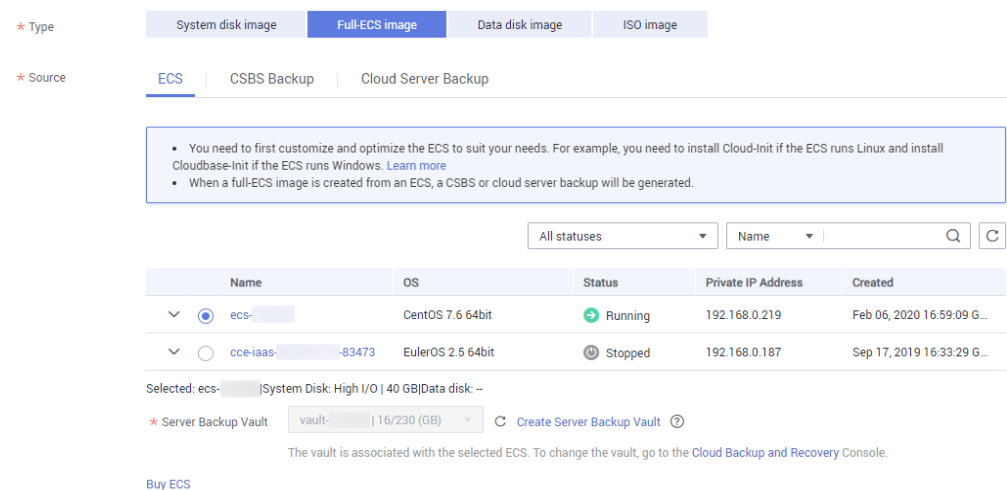 * Type
System disk image
Full-ECS image
Data disk image
ISO image
* Source
ECS
CSBS Backup
Cloud Server Backup
• You need to first customize and optimize the ECS to suit your needs. For example, you need to install Cloud-Init if the ECS runs Linux and install
Cloudbase-Init if the ECS runs Windows. Learn more
• When a full-ECS image is created from an ECS, a CSBS or cloud server backup will be generated.
All statuses
Name
Name OS Status Private IP Address Created
ecs- CentOS 7.6 64bit Running 192.168.0.219 Feb 06, 2020 16:59:09 G...
cce-iaas- -83473 EulerOS 2.5 64bit Stopped 192.168.0.187 Sep 17, 2019 16:33:29 G...
Selected: ecs- |System Disk: High I/O | 40 GB|Data disk: --
* Server Backup Vault vault- | 16/230 (GB) Create Server Backup Vault ?
The vault is associated with the selected ECS. To change the vault, go to the Cloud Backup and Recovery Console.
Buy ECS